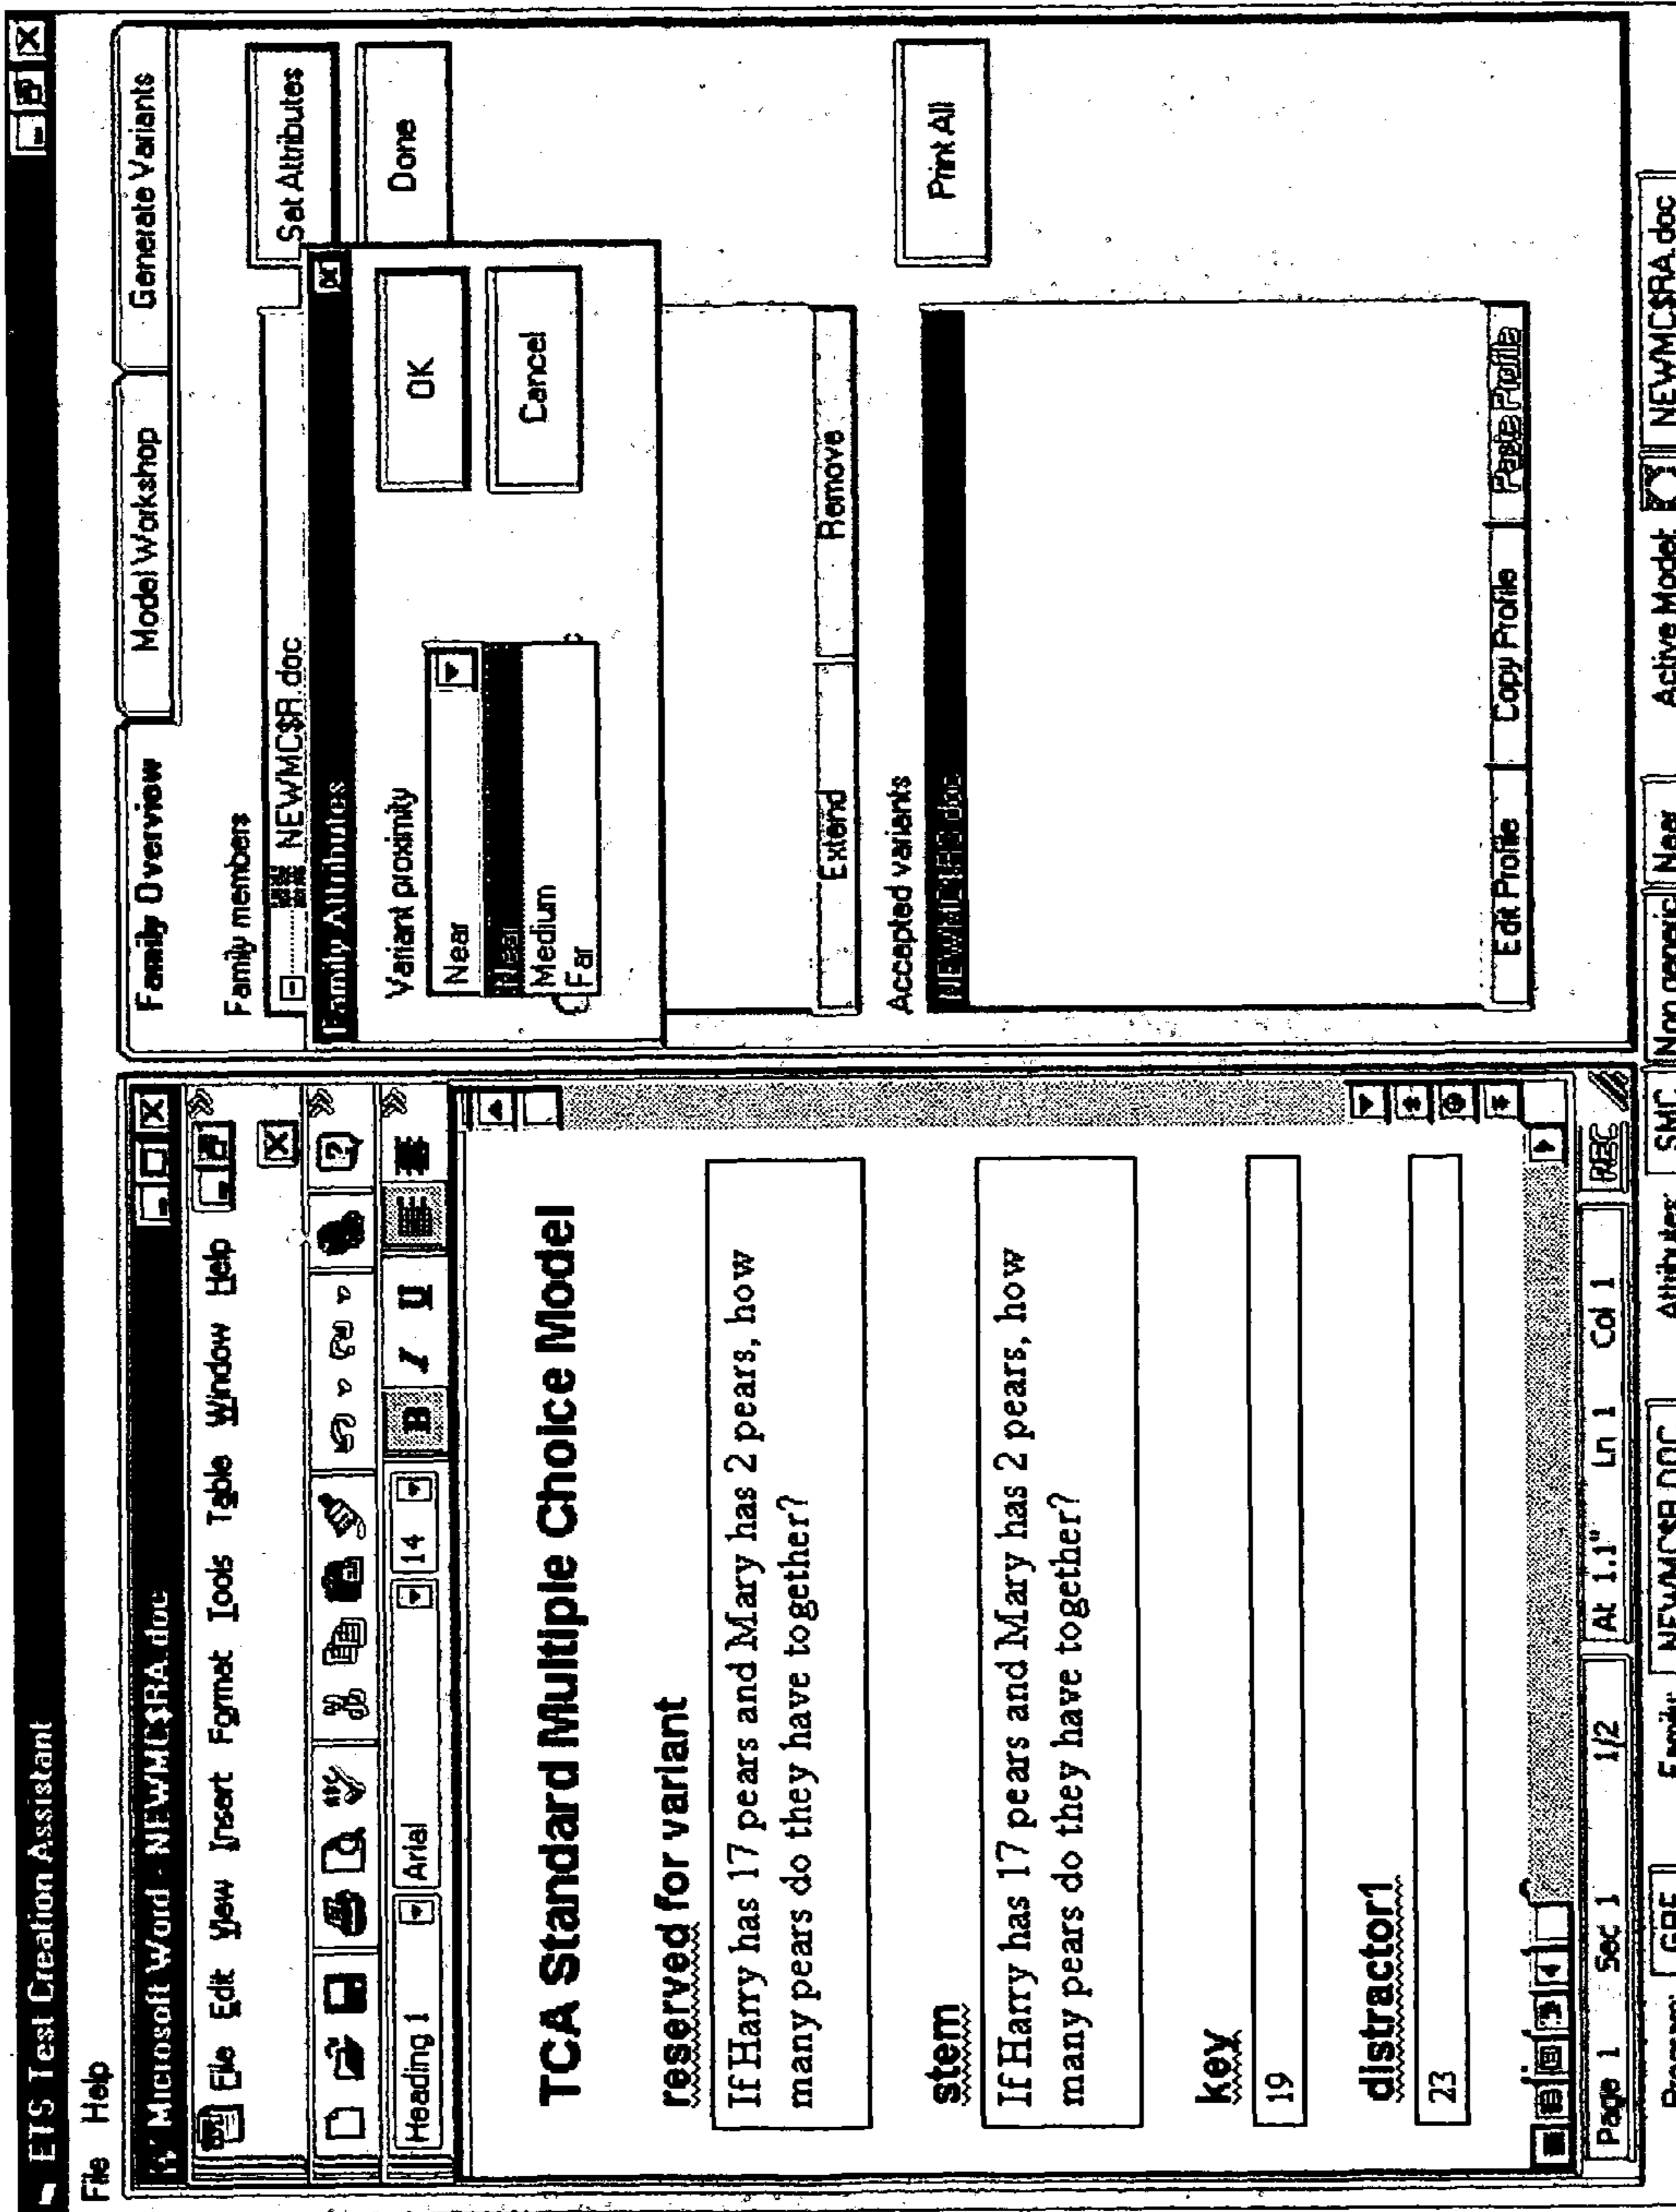 ETS Test Creation Assistant
File Help
Microsoft Word - NEWMC$RA.doc
File Edit View Insert Format Tools Table Window Help
Heading 1 Arial 14 B I U
TCA Standard Multiple Choice Model
reserved for variant
If Harry has 17 pears and Mary has 2 pears, how
many pears do they have together?
stem
If Harry has 17 pears and Mary has 2 pears, how
many pears do they have together?
key
19
distractor1
23
Page 1 Sec 1 1/2 At 1.1" Ln 1 Col 1 REC
Family Overview Model Workshop Generate Variants
Family members
NEWMC$R.doc
Set Attributes
Done
Family Attributes
Variant proximity
Near
Near
Medium
Far
OK
Cancel
Extend Remove
Accepted variants
Print All
Edit Profile Copy Profile Paste Profile
Program GRE Family NEWMC$R.DOC Attributes SMC Non generic Near Active Model NEWMC$RA.doc